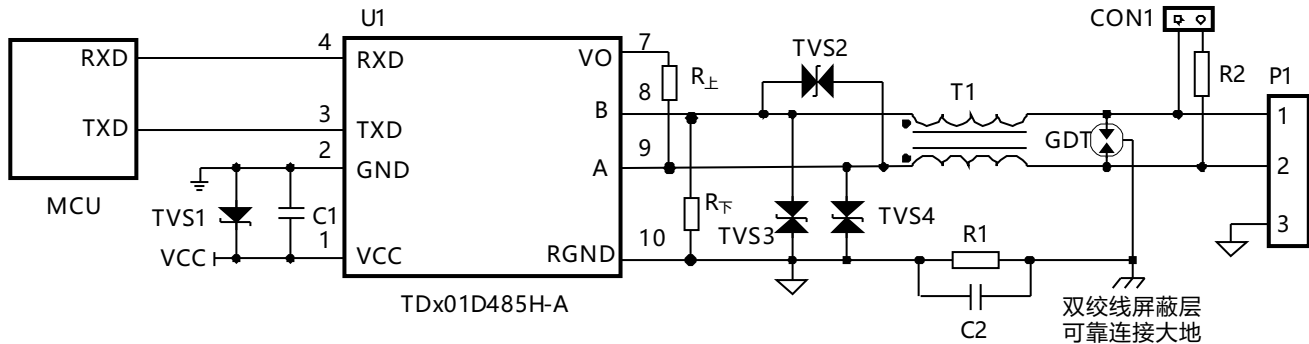 U1
CON1
RXD
4
RXD
VO
7
R上
TVS2
R2
P1
8
B
T1
TXD
3
TXD
1
GDT
2
GND
9
A
2
MCU
TVS1
C1
R下
TVS3
TVS4
3
1
VCC
VCC
10
RGND
R1
TDx01D485H-A
C2
双绞线屏蔽层
可靠连接大地